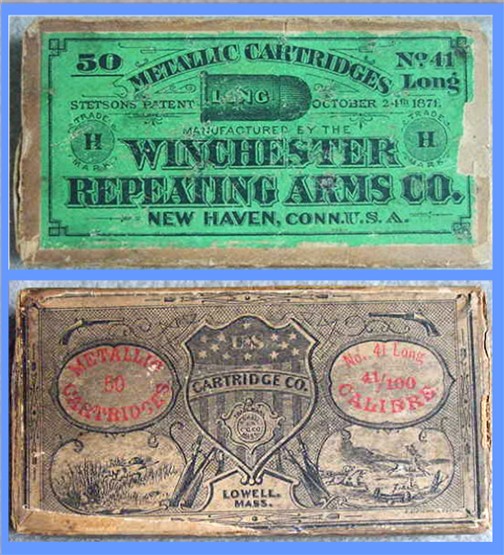 50
METALLIC CARTRIDGES
No. 41
Long
LONG
STETSON'S PATENT
OCTOBER 24TH 1871.
TRADE
H
MARK
TRADE
H
MARK
MANUFACTURED BY THE
WINCHESTER
REPEATING ARMS CO.
NEW HAVEN, CONN. U.S.A.
U.S
CARTRIDGE CO.
LOWELL.
MASS.
METALLIC
50
CARTRIDGES
No. 41 Long
41/100
CALIBRE